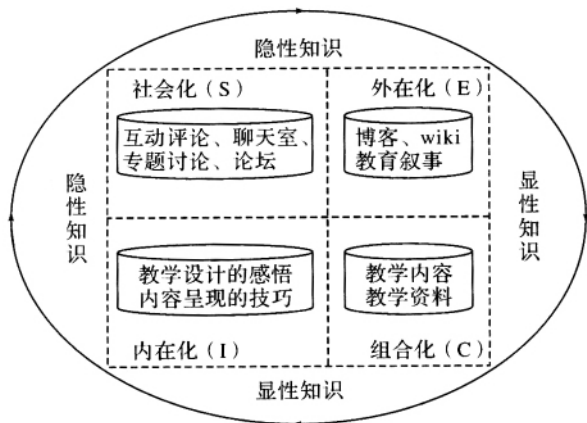 隐性知识
社会化（S）
外在化（E）
互动评论、聊天室、
专题讨论、论坛
博客、wiki
教育叙事
隐性知识
显性知识
教学设计的感悟
内容呈现的技巧
教学内容
教学资料
内在化（I）
组合化（C）
显性知识